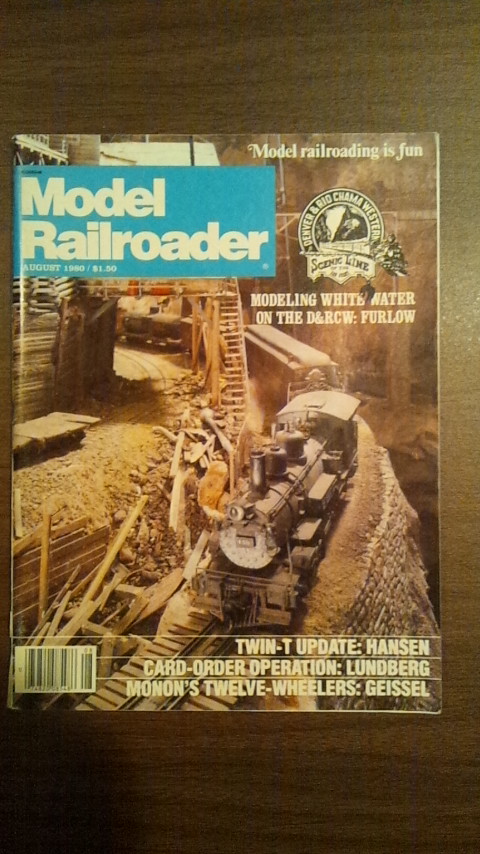 Model railroading is fun
Model
Railroader
AUGUST 1980 / $1.50
DENVER & RIO CHAMA WESTERN
SCENIC LINE
MODELING WHITE WATER
ON THE D&RCW: FURLOW
TWIN-T UPDATE: HANSEN
CARD-ORDER OPERATION: LUNDBERG
MONON'S TWELVE-WHEELERS: GEISSEL
08